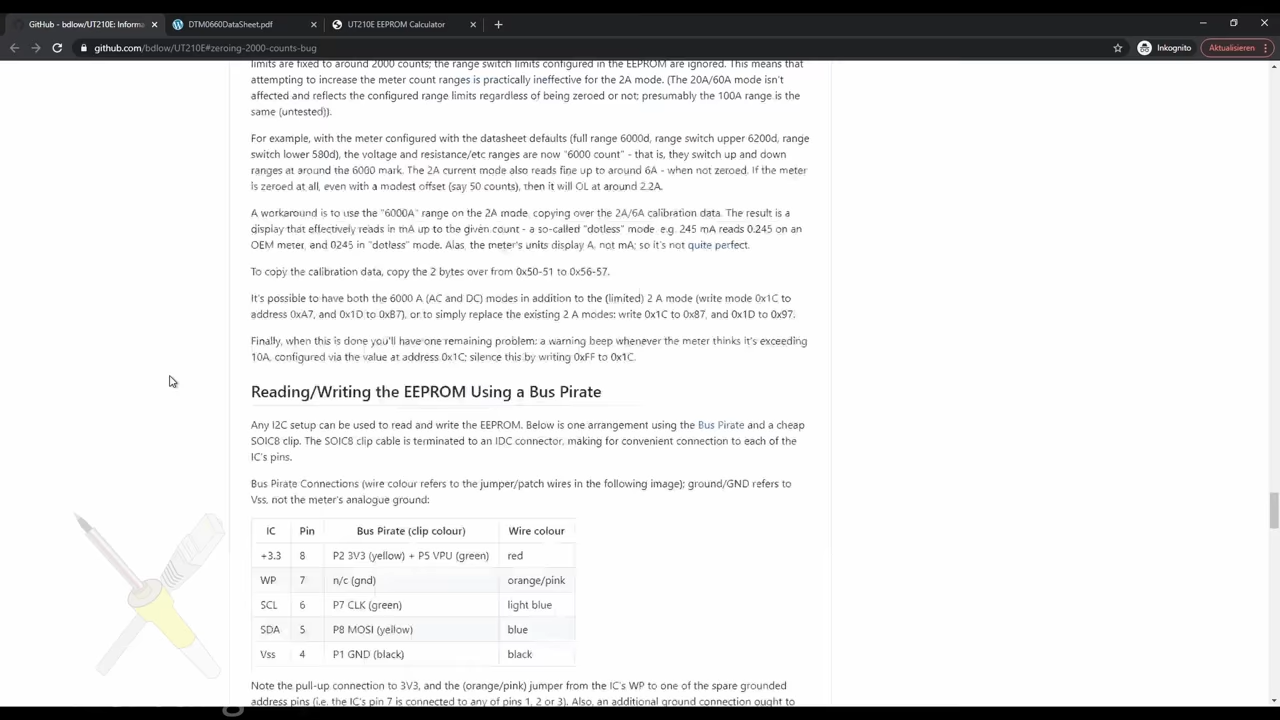 GitHub - bdlow/UT210E: Informa
DTM0660DataSheet.pdf
UT210E EEPROM Calculator
github.com/bdlow/UT210E#zeroing-2000-counts-bug
Inkognito
Aktualisieren
limits are fixed to around 2000 counts; the range switch limits configured in the EEPROM are ignored. This means that
attempting to increase the meter count ranges is practically ineffective for the 2A mode. (The 20A/60A mode isn't
affected and reflects the configured range limits regardless of being zeroed or not; presumably the 100A range is the
same (untested)).
For example, with the meter configured with the datasheet defaults (full range 6000d, range switch upper 6200d, range
switch lower 580d), the voltage and resistance/etc ranges are now "6000 count" - that is, they switch up and down
ranges at around the 6000 mark. The 2A current mode also reads fine up to around 6A - when not zeroed. If the meter
is zeroed at all, even with a modest offset (say 50 counts), then it will OL at around 2.2A.
A workaround is to use the "6000A" range on the 2A mode, copying over the 2A/6A calibration data. The result is a
display that effectively reads in mA up to the given count - a so-called "dotless" mode e.g. 245 mA reads 0.245 on an
OEM meter, and 0245 in "dotless" mode. Alas, the meter's units display A, not mA; so it's not quite perfect.
To copy the calibration data, copy the 2 bytes over from 0x50-51 to 0x56-57.
It's possible to have both the 6000 A (AC and DC) modes in addition to the (limited) 2 A mode (write mode 0x1C to
address 0xA7, and 0x1D to 0xB7), or to simply replace the existing 2 A modes: write 0x1C to 0x87, and 0x1D to 0x97.
Finally, when this is done you'll have one remaining problem: a warning beep whenever the meter thinks it's exceeding
10A, configured via the value at address 0x1C; silence this by writing 0xFF to 0x1C.
Reading/Writing the EEPROM Using a Bus Pirate
Any I2C setup can be used to read and write the EEPROM. Below is one arrangement using the Bus Pirate and a cheap
SOIC8 clip. The SOIC8 clip cable is terminated to an IDC connector, making for convenient connection to each of the
IC's pins.
Bus Pirate Connections (wire colour refers to the jumper/patch wires in the following image); ground/GND refers to
Vss, not the meter's analogue ground:
IC Pin Bus Pirate (clip colour) Wire colour
+3.3 8 P2 3V3 (yellow) + P5 VPU (green) red
WP 7 n/c (gnd) orange/pink
SCL 6 P7 CLK (green) light blue
SDA 5 P8 MOSI (yellow) blue
Vss 4 P1 GND (black) black
Note the pull-up connection to 3V3, and the (orange/pink) jumper from the IC's WP to one of the spare grounded
address pins (i.e. the IC's pin 7 is connected to any of pins 1, 2 or 3). Also, an additional ground connection ought to